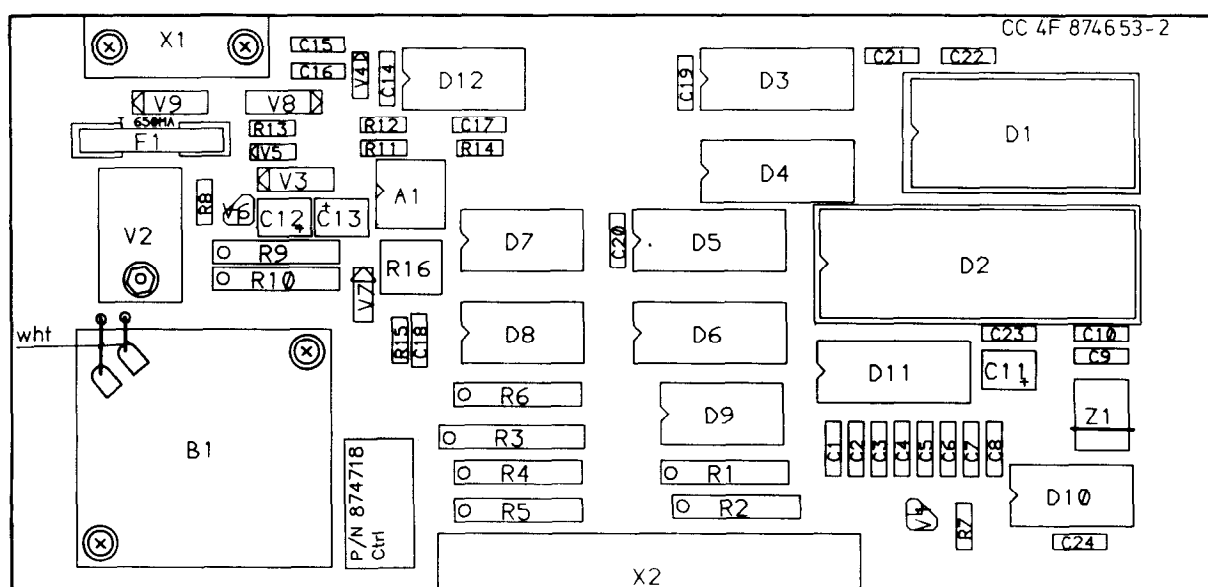 CC 4F 874653-2
X1
C15
C16
V4
C14
D12
C19
D3
C21
C22
V9
V8
650MA
F1
R13
V5
R12
R11
C17
R14
D4
D1
V3
A1
R8
V6
C12
+
+
C13
V2
R9
R10
R16
V7
D7
C20
D5
D2
wht
R15
C18
D8
D6
C23
C10
C9
D11
C11
+
Z1
R6
R3
R4
R5
D9
R1
R2
B1
P/N 874718
Ctrl
C1
C2
C3
C4
C5
C6
C7
C8
R7
D10
C24
X2